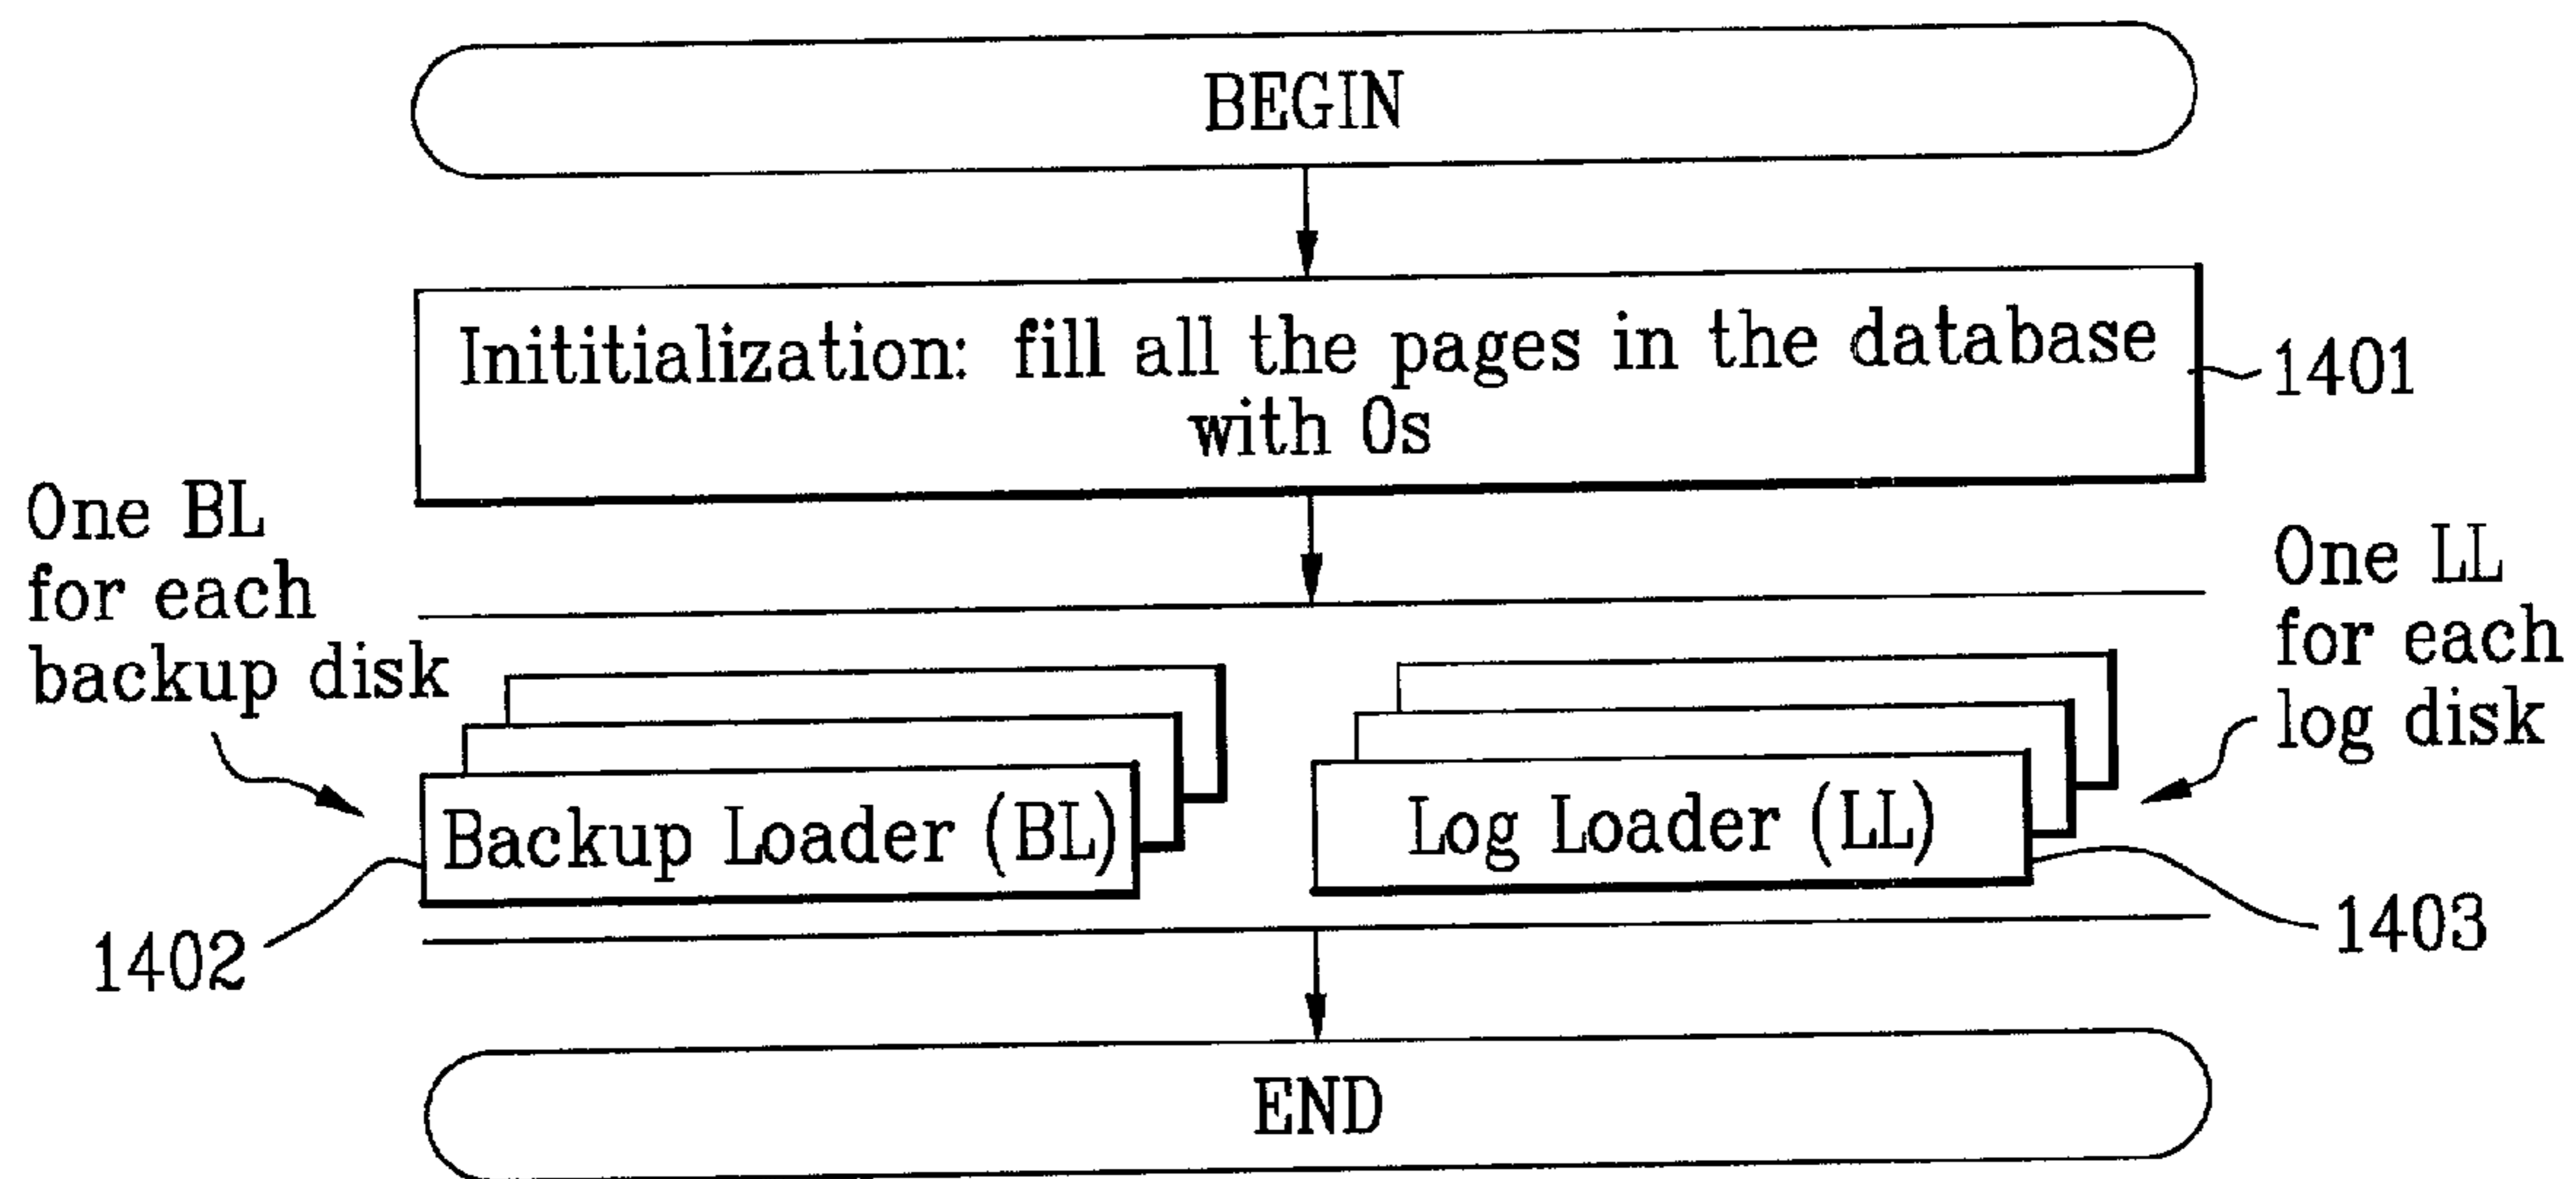 BEGIN
Inititialization: fill all the pages in the database
with 0s
1401
One BL
for each
backup disk
One LL
for each
log disk
Backup Loader (BL)
Log Loader (LL)
1402
1403
END